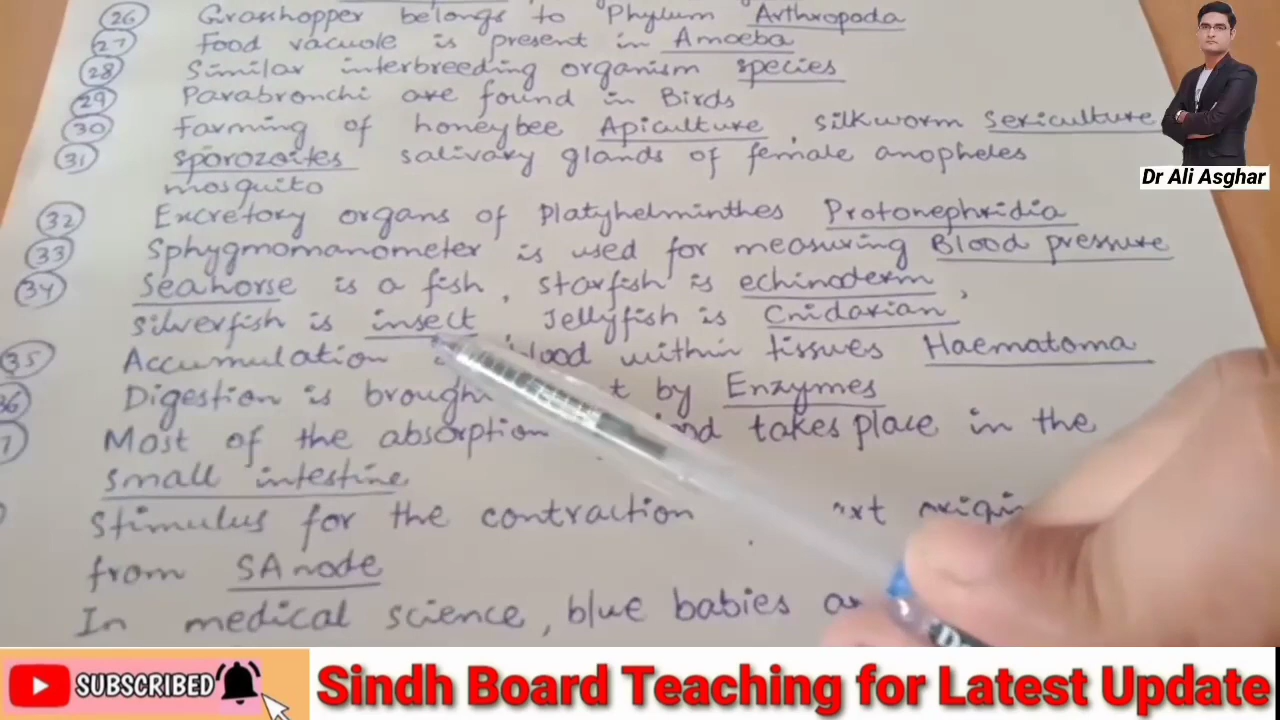 26 Grasshopper belongs to Phylum Arthropoda
27 Food vacuole is present in Amoeba
28 Similar interbreeding organism species
29 Parabronchi are found in Birds
30 Farming of honeybee Apiculture, silkworm sericulture
31 sporozoites salivary glands of female anopheles
mosquito
32 Excretory organs of Platyhelminthes Protonephridia
33 Sphygmomanometer is used for measuring Blood pressure
34 Seahorse is a fish, starfish is echinoderm,
silverfish is insect, Jellyfish is Cnidarian
35 Accumulation blood within tissues Haematoma
36 Digestion is by Enzymes
7 Most of the absorption takes place in the
small intestine
Stimulus for the contraction
from SA node
In medical science, blue babies
Dr Ali Asghar
SUBSCRIBED
Sindh Board Teaching for Latest Update